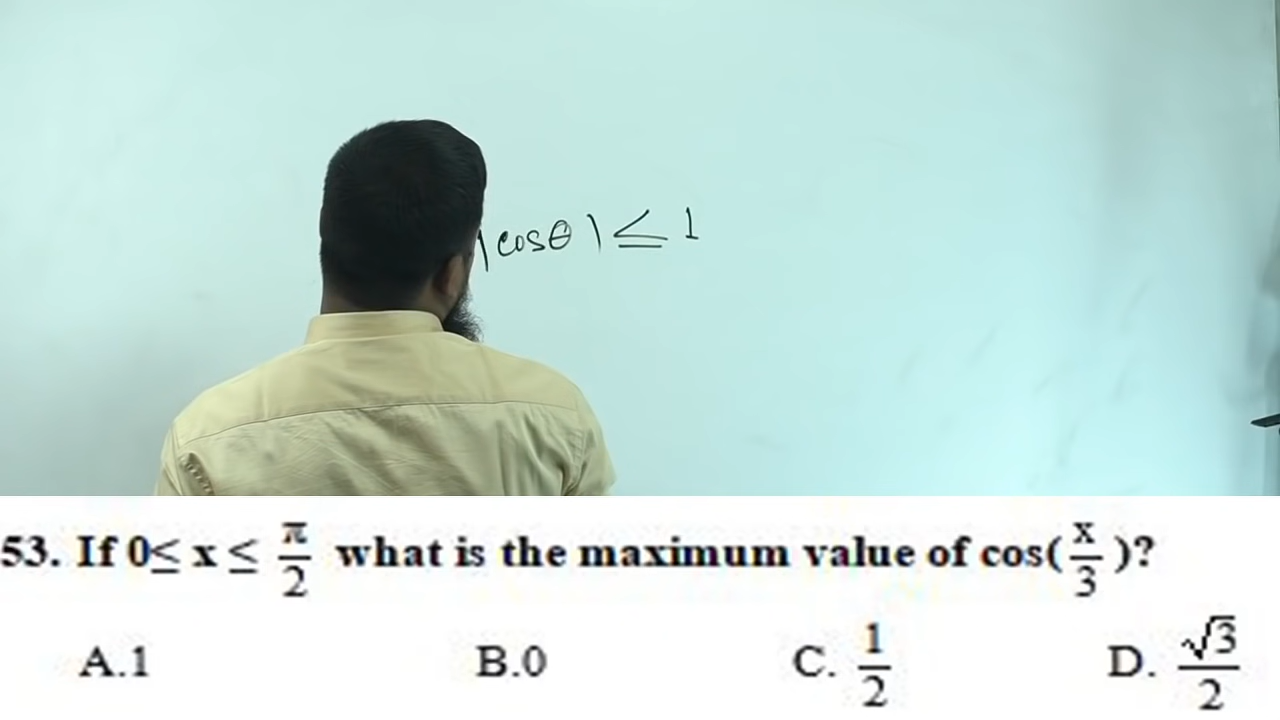 |cosθ| ≤ 1
53. If 0≤ x ≤ π/2 what is the maximum value of cos(x/3)?
A.1 B.0 C. 1/2 D. √3/2